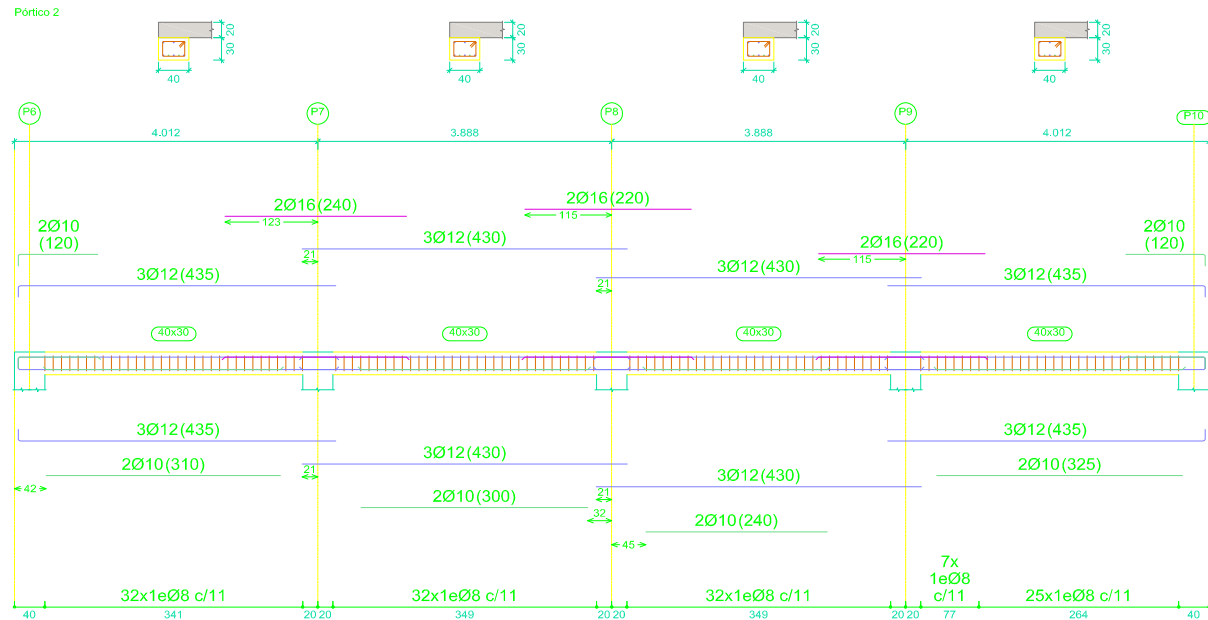 Pórtico 2
20
30
40
20
30
40
20
30
40
20
30
40
P6
P7
P8
P9
P10
4.012
3.888
3.888
4.012
2Ø16(240)
123
2Ø16(220)
115
2Ø16(220)
115
2Ø10
(120)
2Ø10
(120)
3Ø12(430)
21
3Ø12(435)
3Ø12(430)
21
3Ø12(435)
40x30
40x30
40x30
40x30
3Ø12(435)
3Ø12(430)
21
3Ø12(435)
2Ø10(310)
42
2Ø10(300)
32
3Ø12(430)
21
2Ø10(325)
2Ø10(240)
45
32x1eØ8 c/11
32x1eØ8 c/11
32x1eØ8 c/11
7x
1eØ8
c/11
25x1eØ8 c/11
40
341
20 20
349
20 20
349
20 20
77
264
40